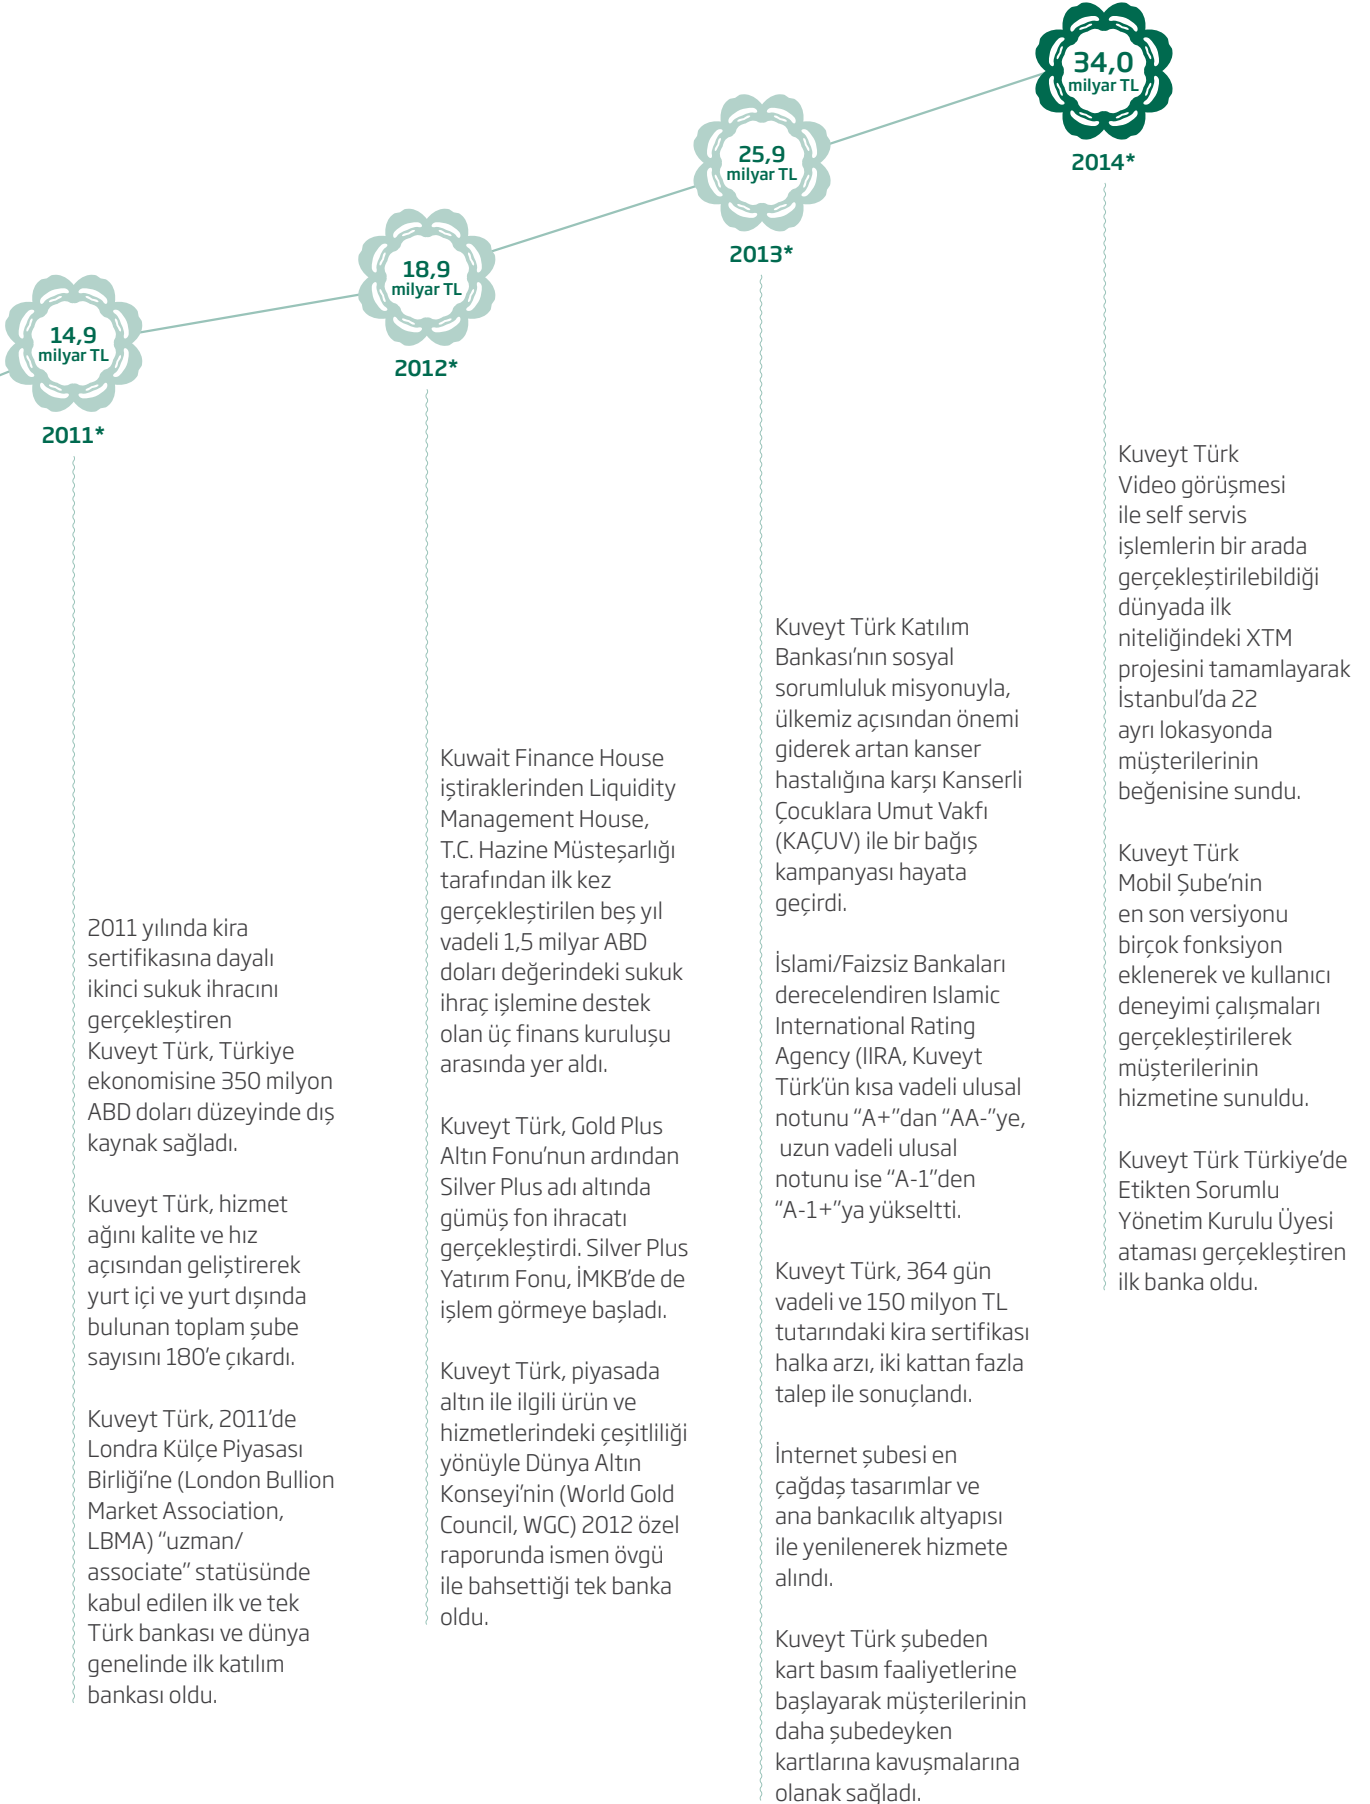 14,9
milyar TL
2011*
2011 yılında kira
sertifikasına dayalı
ikinci sukuk ihracını
gerçekleştiren
Kuveyt Türk, Türkiye
ekonomisine 350 milyon
ABD doları düzeyinde dış
kaynak sağladı.
Kuveyt Türk, hizmet
ağını kalite ve hız
açısından geliştirerek
yurt içi ve yurt dışında
bulunan toplam şube
sayısını 180’e çıkardı.
Kuveyt Türk, 2011’de
Londra Külçe Piyasası
Birliği’ne (London Bullion
Market Association,
LBMA) “uzman/
associate” statüsünde
kabul edilen ilk ve tek
Türk bankası ve dünya
genelinde ilk katılım
bankası oldu.
18,9
milyar TL
2012*
Kuwait Finance House
iştiraklerinden Liquidity
Management House,
T.C. Hazine Müsteşarlığı
tarafından ilk kez
gerçekleştirilen beş yıl
vadeli 1,5 milyar ABD
doları değerindeki sukuk
ihraç işlemine destek
olan üç finans kuruluşu
arasında yer aldı.
Kuveyt Türk, Gold Plus
Altın Fonu’nun ardından
Silver Plus adı altında
gümüş fon ihracatı
gerçekleştirdi. Silver Plus
Yatırım Fonu, İMKB’de de
işlem görmeye başladı.
Kuveyt Türk, piyasada
altın ile ilgili ürün ve
hizmetlerindeki çeşitliliği
yönüyle Dünya Altın
Konseyi’nin (World Gold
Council, WGC) 2012 özel
raporunda ismen övgü
ile bahsettiği tek banka
oldu.
25,9
milyar TL
2013*
Kuveyt Türk Katılım
Bankası’nın sosyal
sorumluluk misyonuyla,
ülkemiz açısından önemi
giderek artan kanser
hastalığına karşı Kanserli
Çocuklara Umut Vakfı
(KAÇUV) ile bir bağış
kampanyası hayata
geçirdi.
İslami/Faizsiz Bankaları
derecelendiren Islamic
International Rating
Agency (IIRA, Kuveyt
Türk’ün kısa vadeli ulusal
notunu “A+”dan “AA-”ye,
uzun vadeli ulusal
notunu ise “A-1”den
“A-1+”ya yükseltti.
Kuveyt Türk, 364 gün
vadeli ve 150 milyon TL
tutarındaki kira sertifikası
halka arzı, iki kattan fazla
talep ile sonuçlandı.
İnternet şubesi en
çağdaş tasarımlar ve
ana bankacılık altyapısı
ile yenilenerek hizmete
alındı.
Kuveyt Türk şubeden
kart basım faaliyetlerine
başlayarak müşterilerinin
daha şubedeyken
kartlarına kavuşmalarına
olanak sağladı.
34,0
milyar TL
2014*
Kuveyt Türk
Video görüşmesi
ile self servis
işlemlerin bir arada
gerçekleştirilebildiği
dünyada ilk
niteliğindeki XTM
projesini tamamlayarak
İstanbul’da 22
ayrı lokasyonda
müşterilerinin
beğenisine sundu.
Kuveyt Türk
Mobil Şube’nin
en son versiyonu
birçok fonksiyon
eklenerek ve kullanıcı
deneyimi çalışmaları
gerçekleştirilerek
müşterilerinin
hizmetine sunuldu.
Kuveyt Türk Türkiye’de
Etikten Sorumlu
Yönetim Kurulu Üyesi
ataması gerçekleştiren
ilk banka oldu.